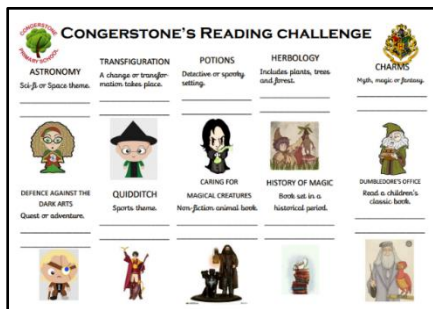 CONGERSTONE PRIMARY SCHOOL
CONGERSTONE'S READING CHALLENGE
ASTRONOMY
Sci-fi or Space theme.
TRANSFIGURATION
A change or transfor-
mation takes place.
POTIONS
Detective or spooky
setting.
HERBOLOGY
Includes plants, trees
and forest.
CHARMS
Myth, magic or fantasy.
DEFENCE AGAINST THE
DARK ARTS
Quest or adventure.
QUIDDITCH
Sports theme.
CARING FOR
MAGICAL CREATURES
Non-fiction animal book.
HISTORY OF MAGIC
Book set in a
historical period.
DUMBLEDORE'S OFFICE
Read a children's
classic book.